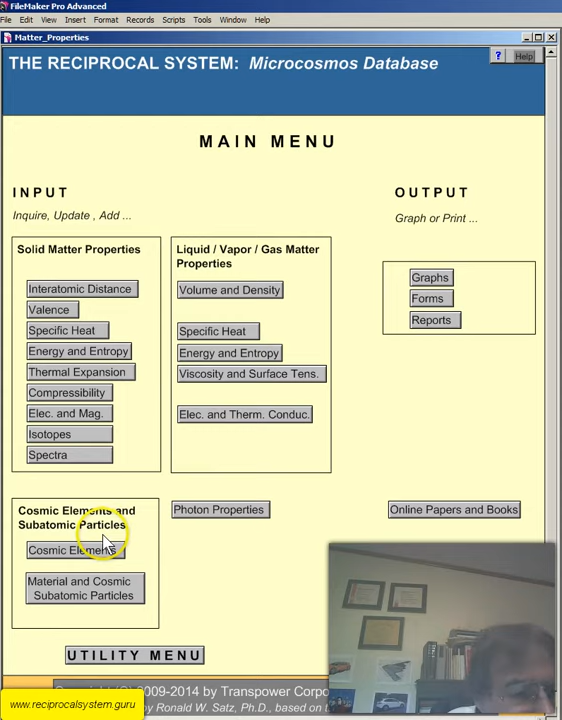 FileMaker Pro Advanced
File Edit View Insert Format Records Scripts Tools Window Help
Matter_Properties
THE RECIPROCAL SYSTEM: Microcosmos Database
? Help
MAIN MENU
INPUT
Inquire, Update , Add ...
Solid Matter Properties
Interatomic Distance
Valence
Specific Heat
Energy and Entropy
Thermal Expansion
Compressibility
Elec. and Mag.
Isotopes
Spectra
Liquid / Vapor / Gas Matter
Properties
Volume and Density
Specific Heat
Energy and Entropy
Viscosity and Surface Tens.
Elec. and Therm. Conduc.
OUTPUT
Graph or Print ...
Graphs
Forms
Reports
Cosmic Elements and
Subatomic Particles
Cosmic Elements
Material and Cosmic
Subatomic Particles
Photon Properties
Online Papers and Books
UTILITY MENU
Copyright (C) 2009-2014 by Transpower Corpo
by Ronald W. Satz, Ph.D., based on t
www.reciprocalsystem.guru